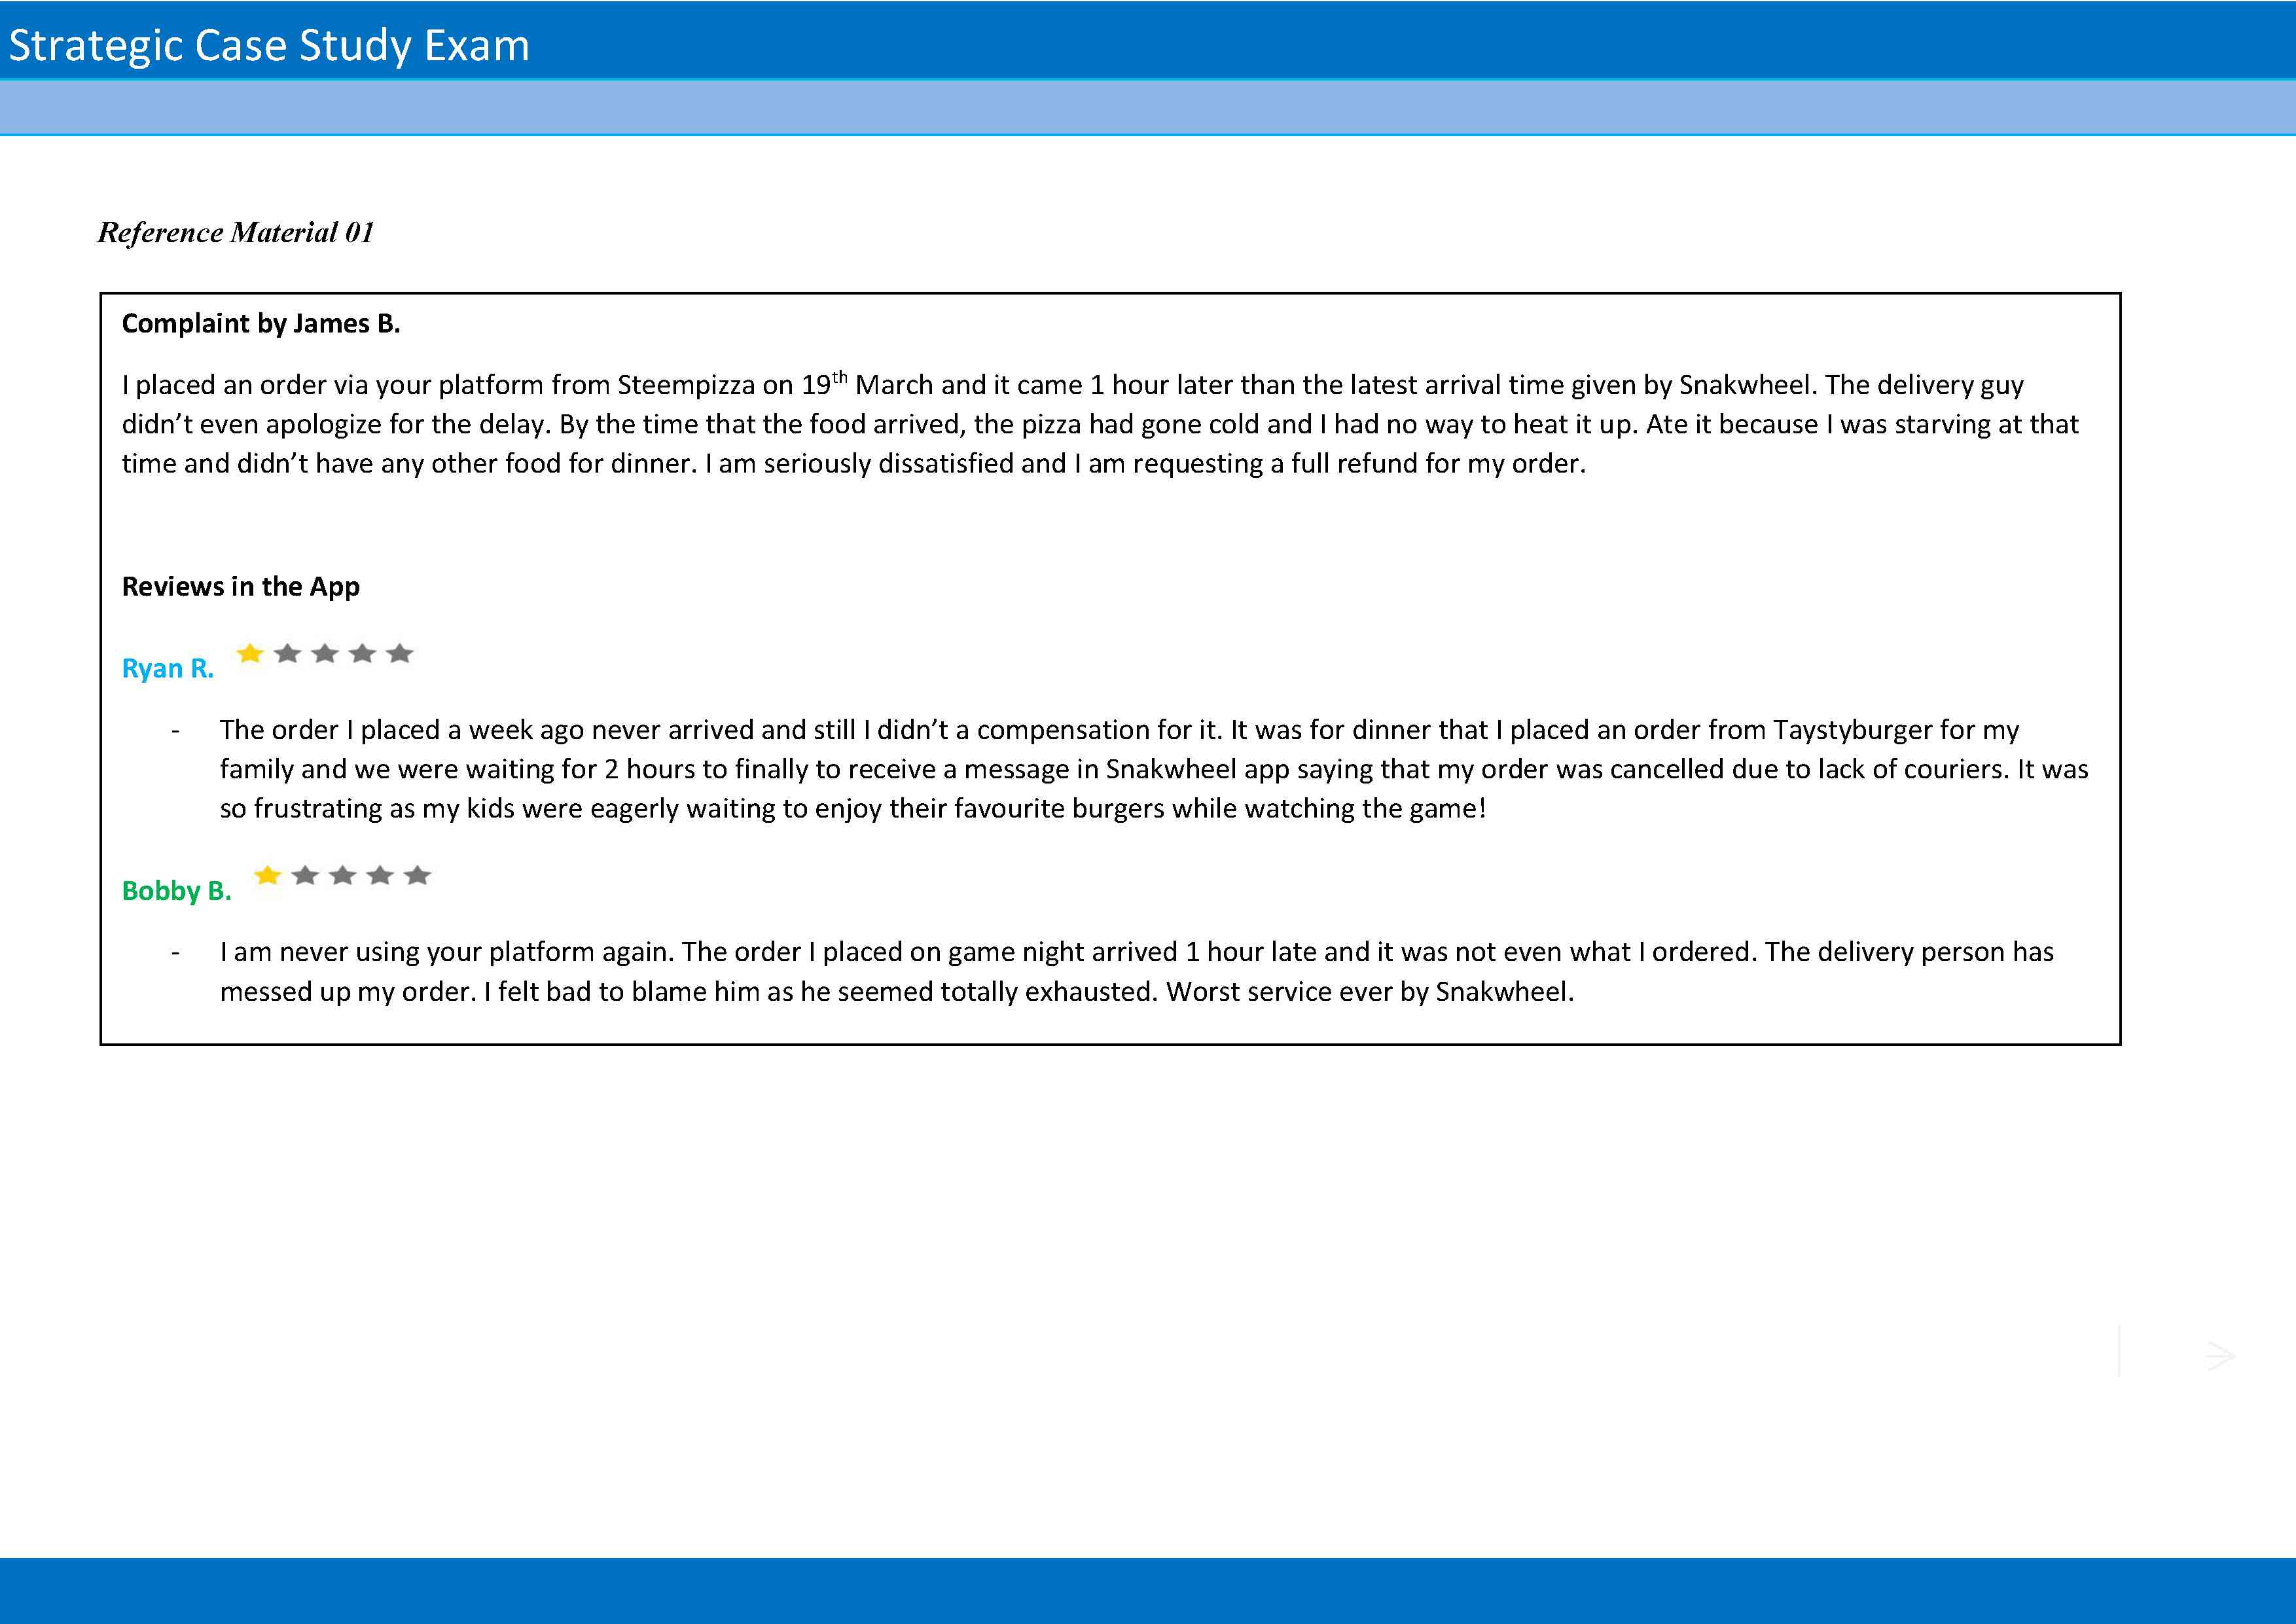 Strategic Case Study Exam
Reference Material 01
Complaint by James B.
I placed an order via your platform from Steempizza on 19th March and it came 1 hour later than the latest arrival time given by Snakwheel. The delivery guy
didn’t even apologize for the delay. By the time that the food arrived, the pizza had gone cold and I had no way to heat it up. Ate it because I was starving at that
time and didn’t have any other food for dinner. I am seriously dissatisfied and I am requesting a full refund for my order.
Reviews in the App
Ryan R.
- The order I placed a week ago never arrived and still I didn’t a compensation for it. It was for dinner that I placed an order from Taystyburger for my
family and we were waiting for 2 hours to finally to receive a message in Snakwheel app saying that my order was cancelled due to lack of couriers. It was
so frustrating as my kids were eagerly waiting to enjoy their favourite burgers while watching the game!
Bobby B.
- I am never using your platform again. The order I placed on game night arrived 1 hour late and it was not even what I ordered. The delivery person has
messed up my order. I felt bad to blame him as he seemed totally exhausted. Worst service ever by Snakwheel.